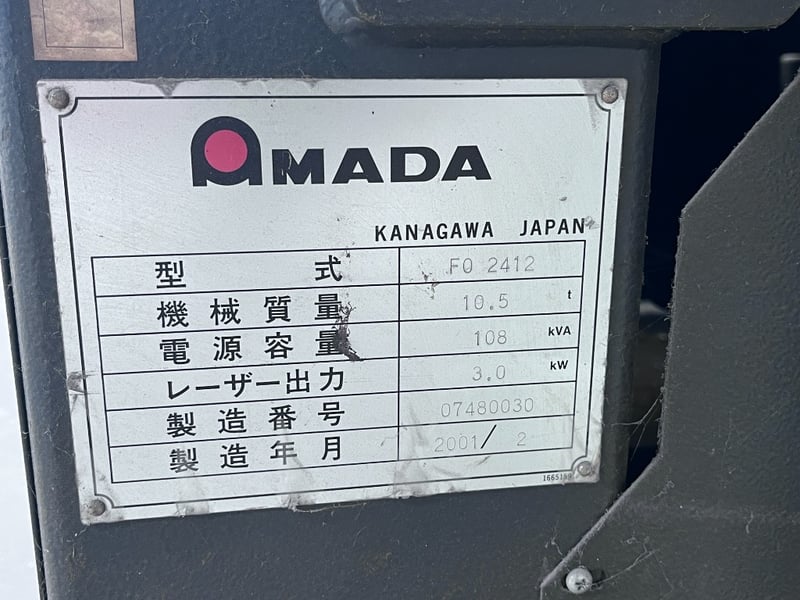 AMADA
KANAGAWA JAPAN
型式 FO 2412
機械質量 10.5 t
電源容量 108 kVA
レーザー出力 3.0 kW
製造番号 07480030
製造年月 2001/ 2